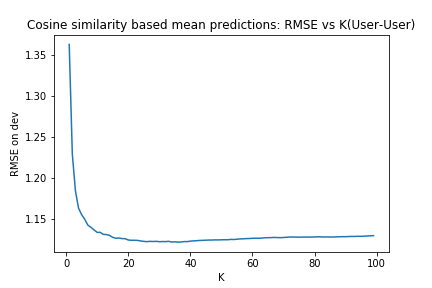 Cosine similarity based mean predictions: RMSE vs K(User-User)
1.35
1.30
1.25
1.20
1.15
RMSE on dev
0 20 40 60 80 100
K